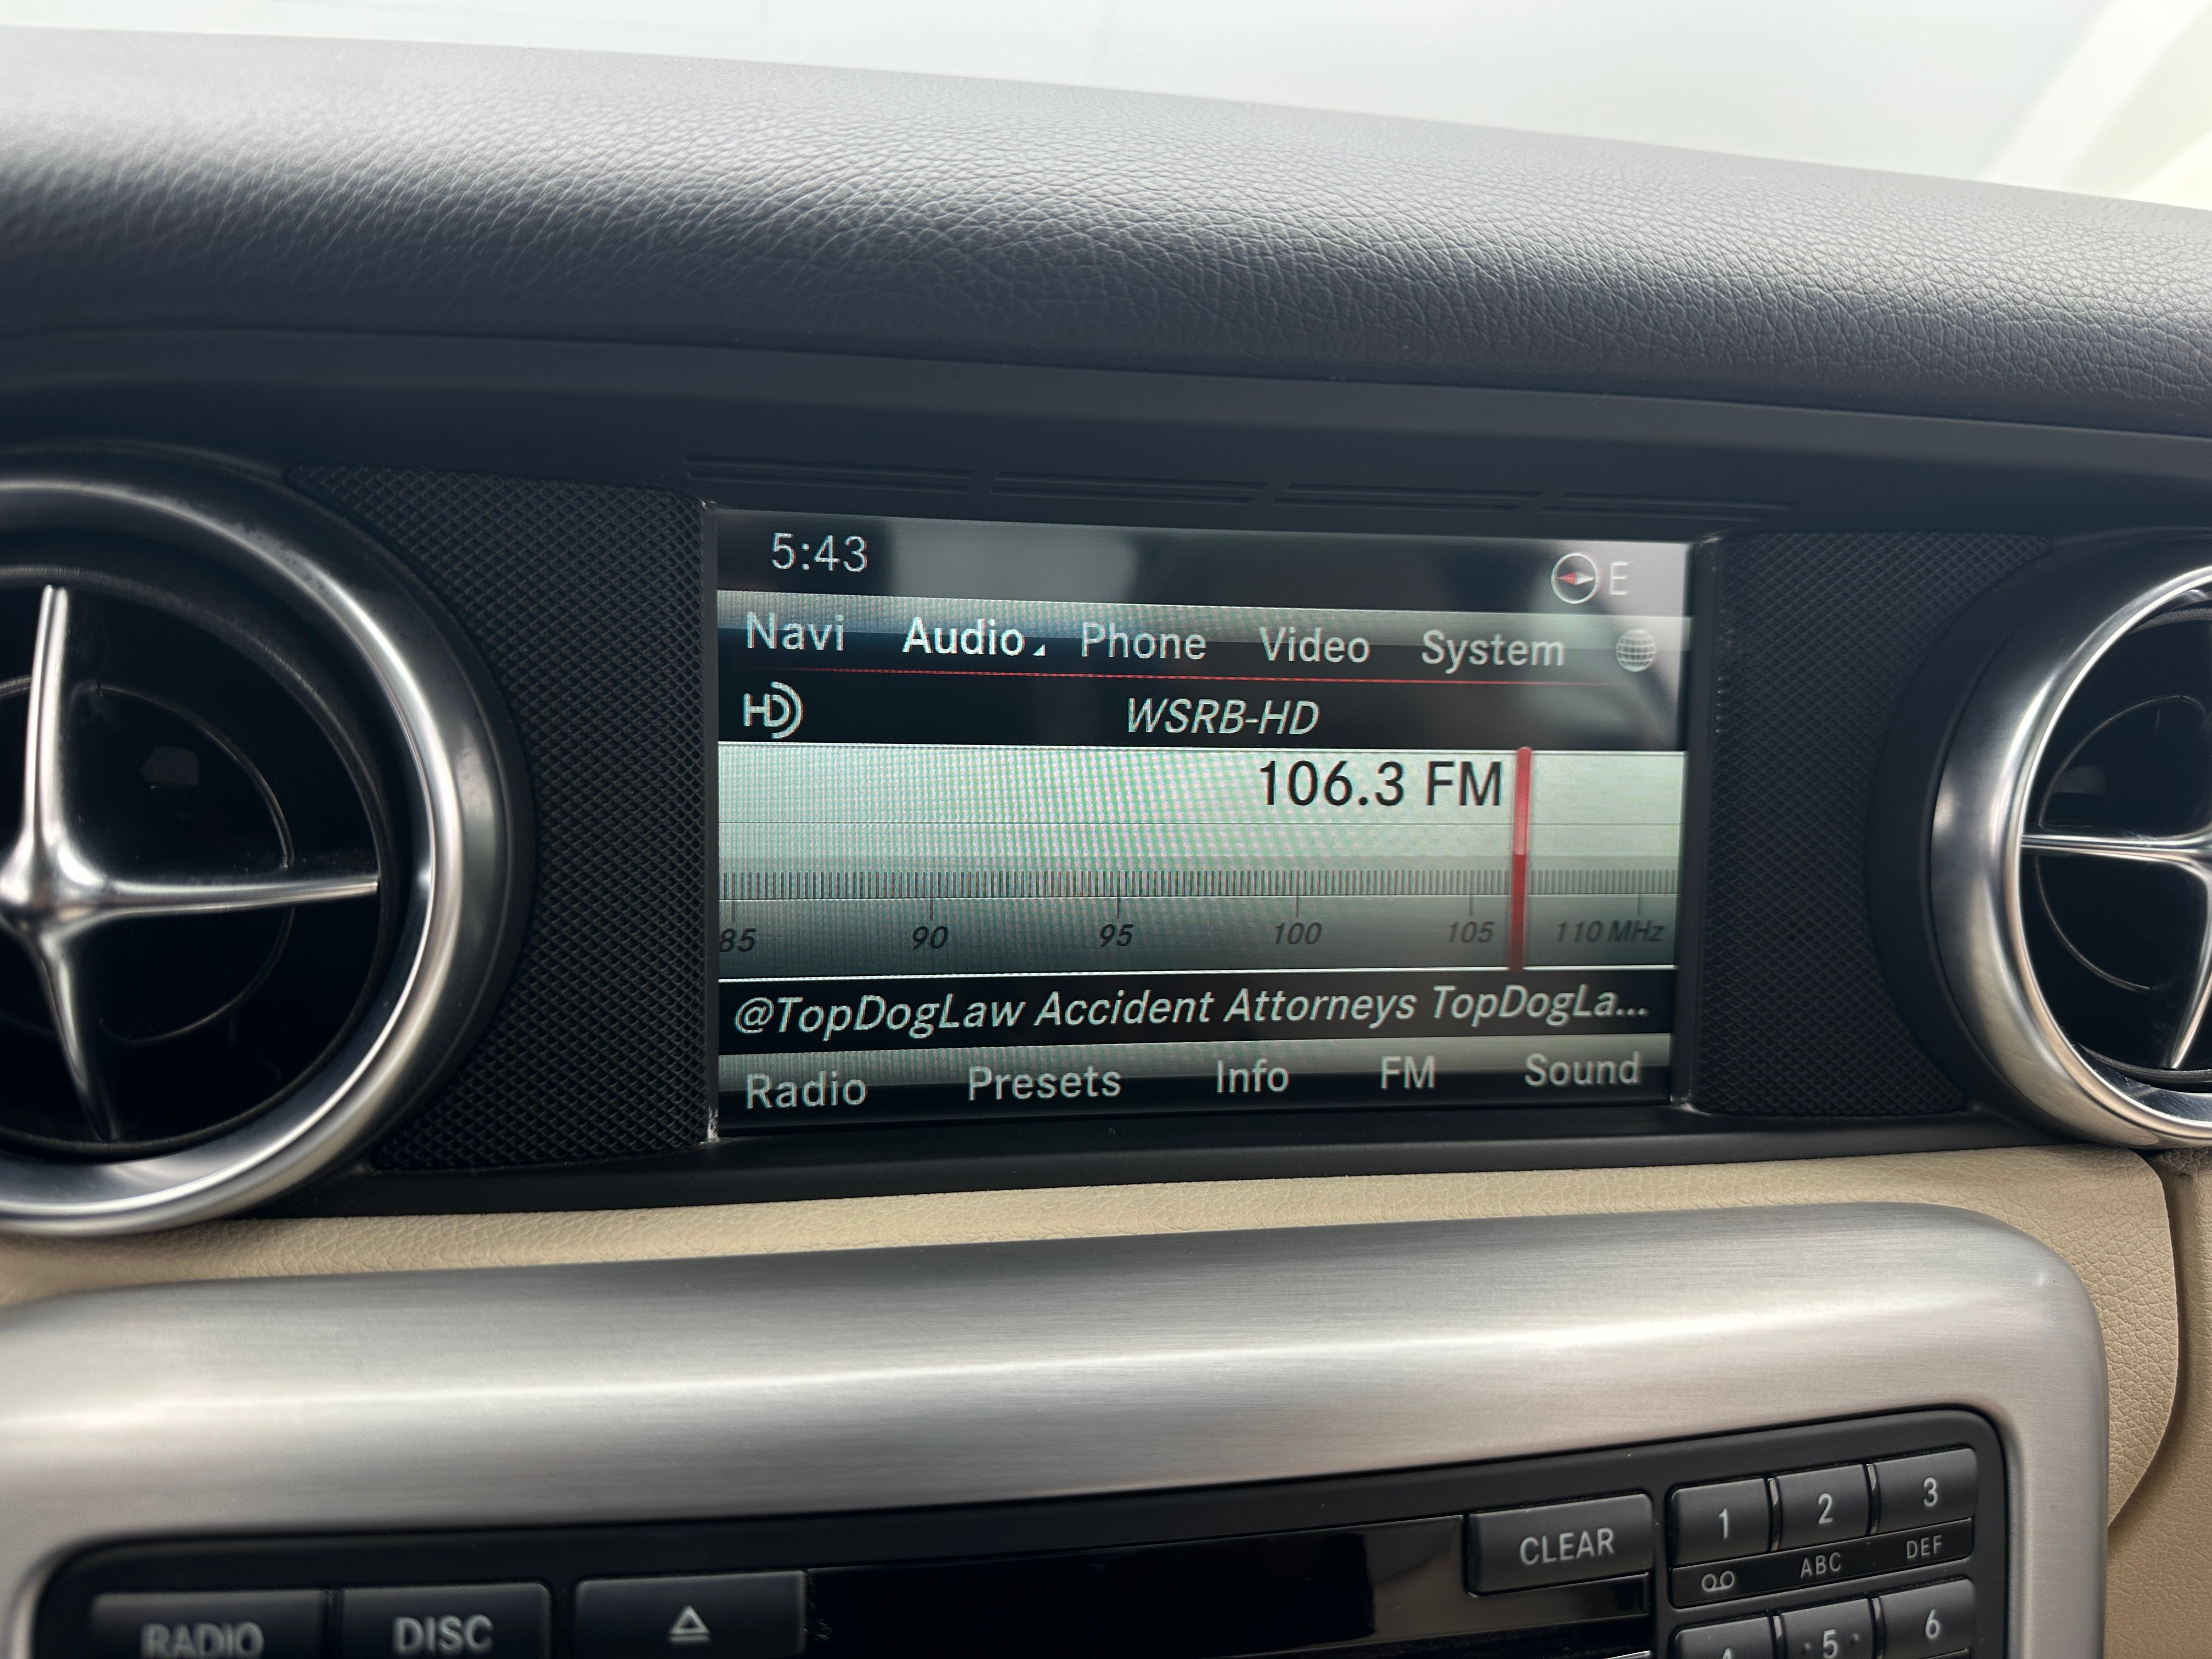 5:43 E
Navi Audio Phone Video System
HD WSRB-HD
106.3 FM
85 90 95 100 105 110 MHz
@TopDogLaw Accident Attorneys TopDogLa...
Radio Presets Info FM Sound
CLEAR 1 2 3
ABC DEF
RADIO DISC 4 5 6